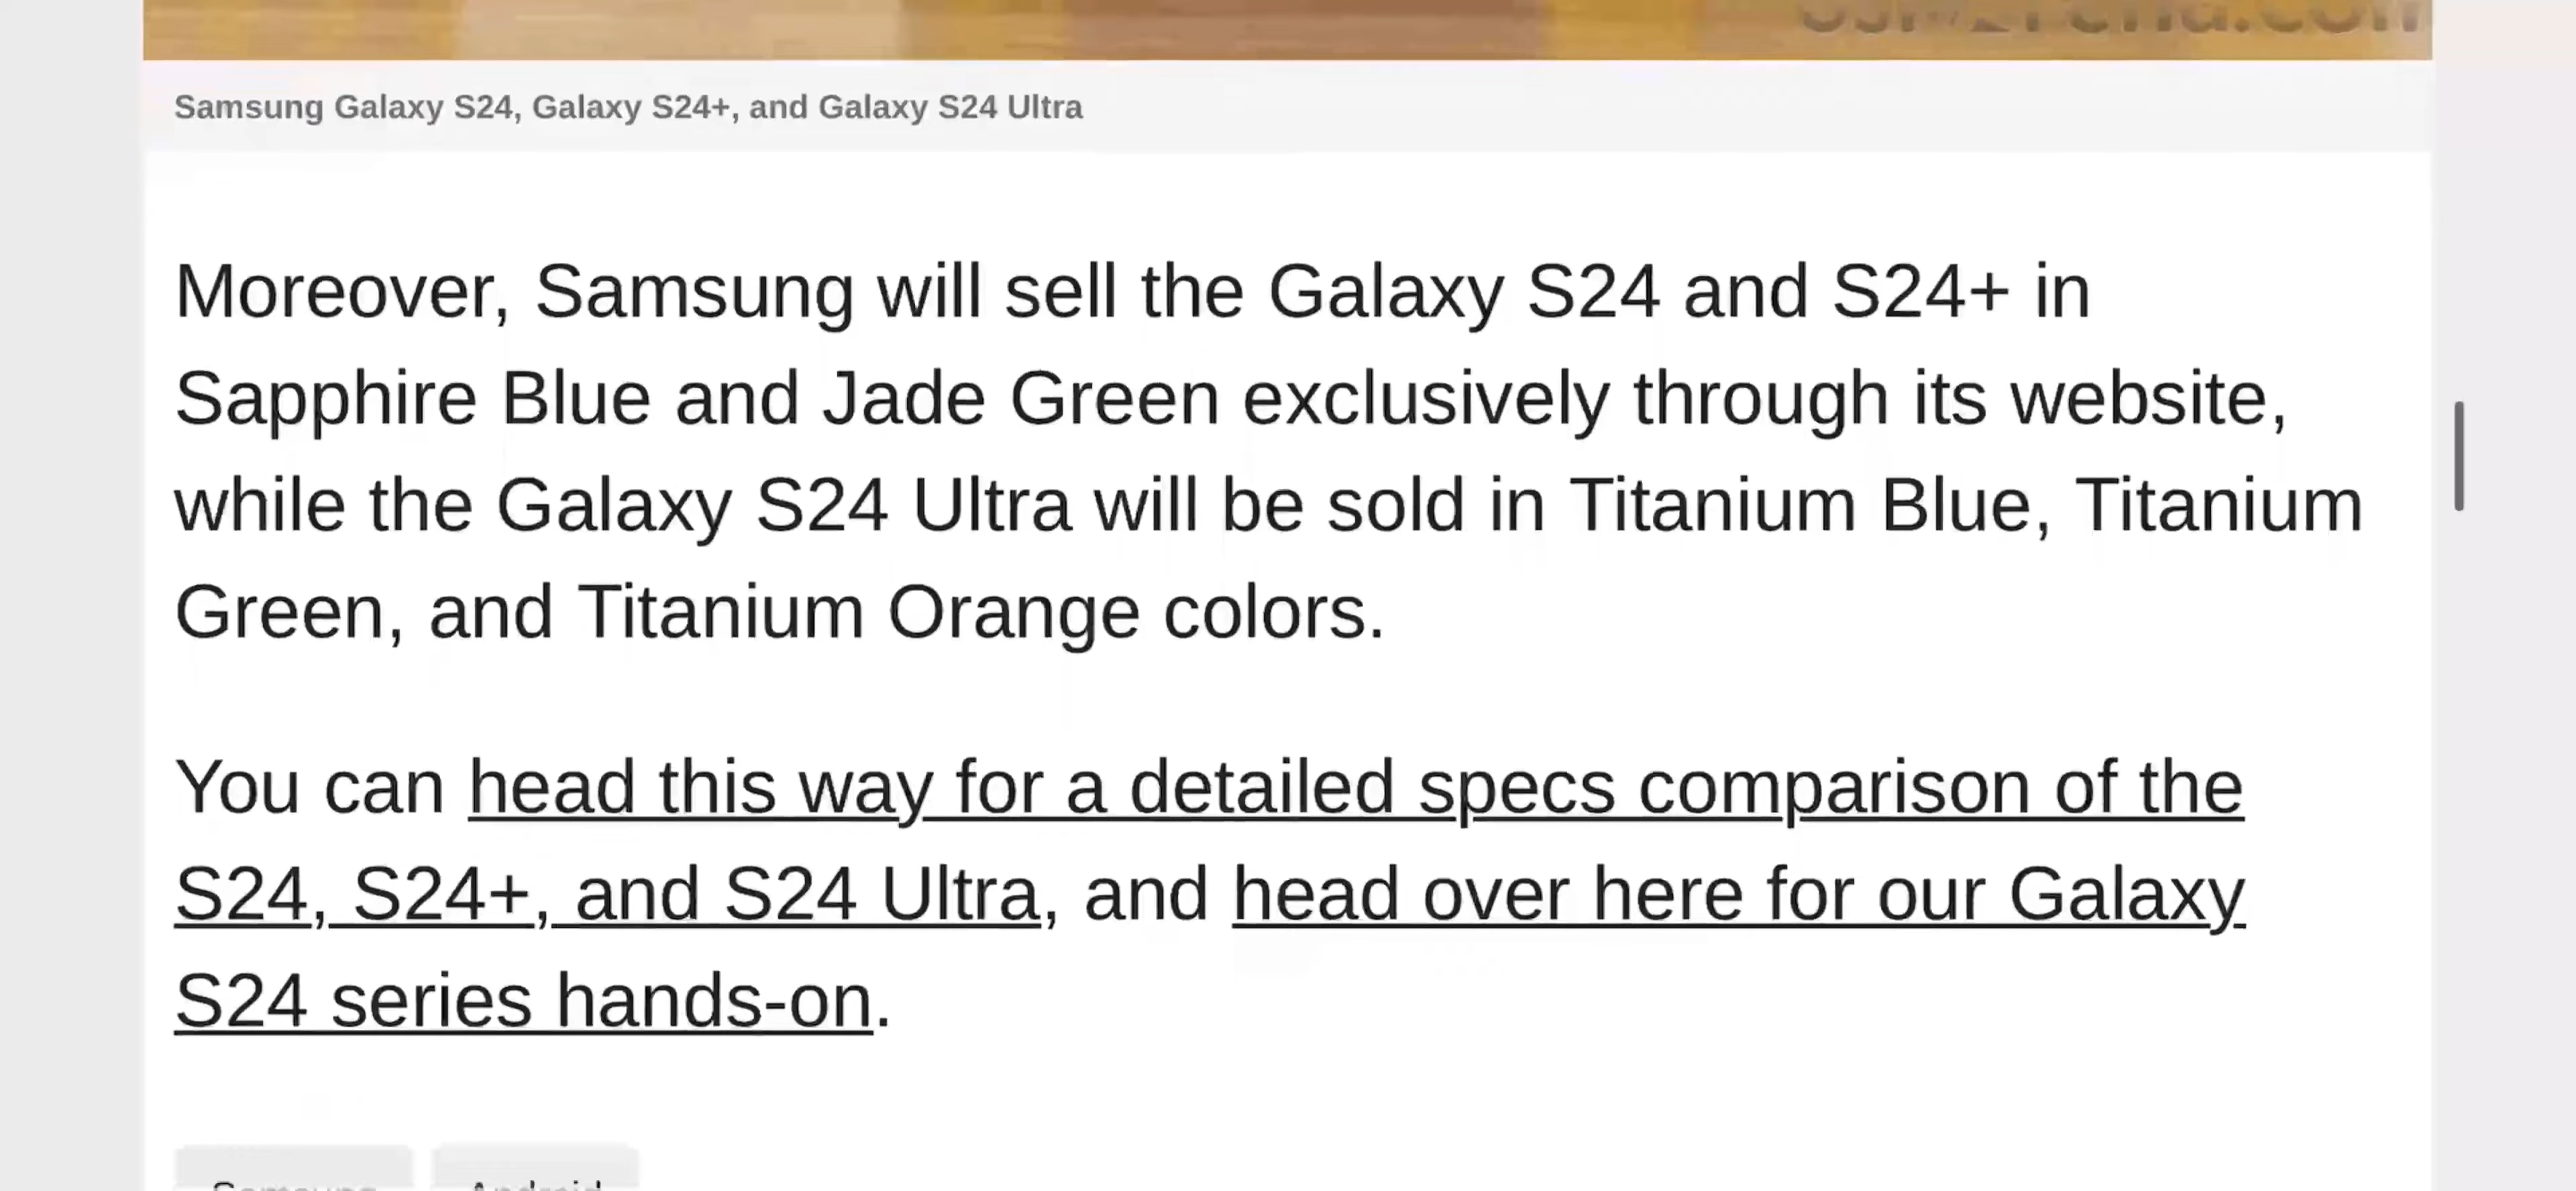 Samsung Galaxy S24, Galaxy S24+, and Galaxy S24 Ultra
Moreover, Samsung will sell the Galaxy S24 and S24+ in
Sapphire Blue and Jade Green exclusively through its website,
while the Galaxy S24 Ultra will be sold in Titanium Blue, Titanium
Green, and Titanium Orange colors.
You can head this way for a detailed specs comparison of the
S24, S24+, and S24 Ultra, and head over here for our Galaxy
S24 series hands-on.
Samsung Android